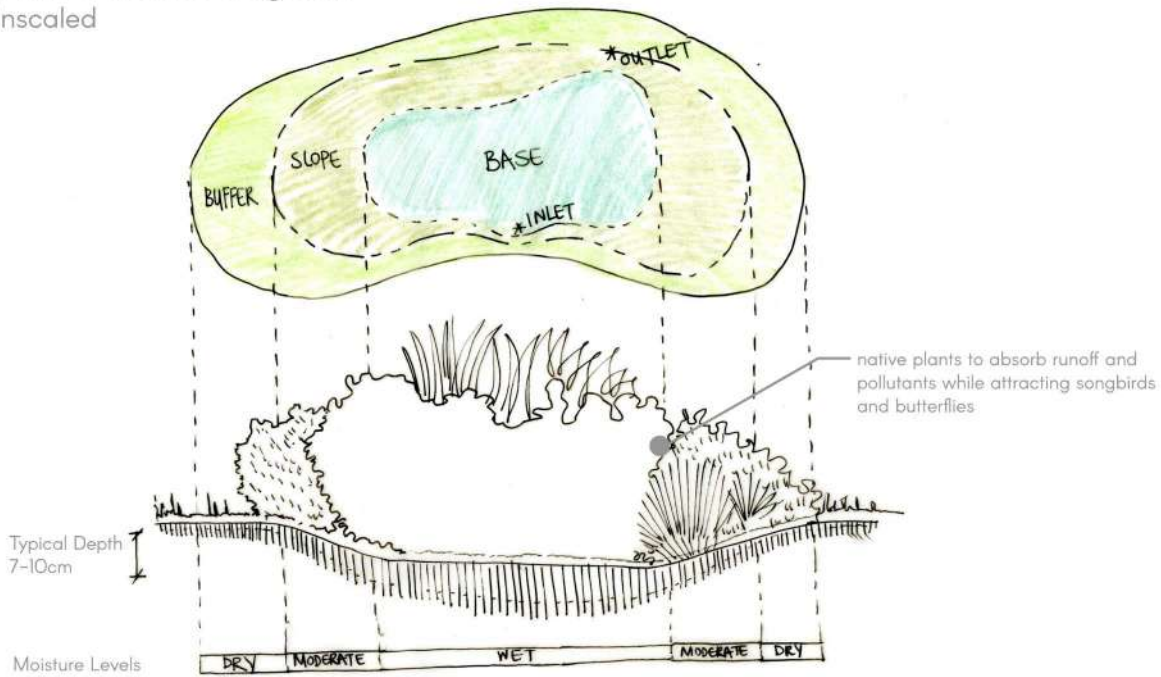 nscaled
*OUTLET
SLOPE
BASE
BUFFER
*INLET
native plants to absorb runoff and
pollutants while attracting songbirds
and butterflies
Typical Depth
7-10cm
Moisture Levels
DRY
MODERATE
WET
MODERATE
DRY